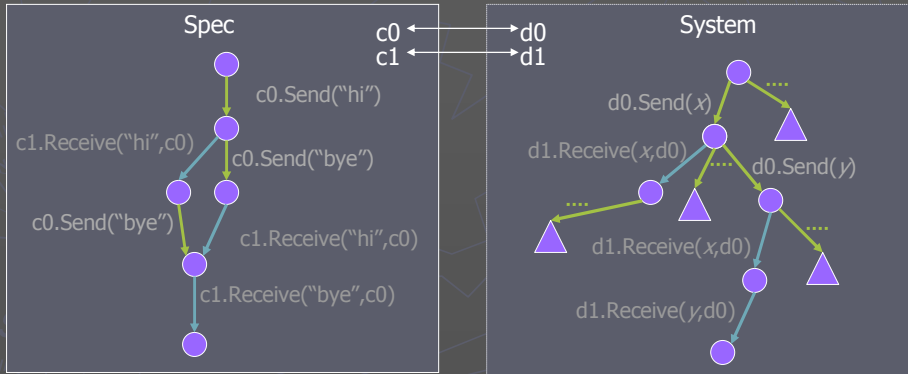 Spec
c0 d0
c1 d1
System
c0.Send(“hi”)
c1.Receive(“hi”,c0)
c0.Send(“bye”)
c0.Send(“bye”)
c1.Receive(“hi”,c0)
c1.Receive(“bye”,c0)
....
d0.Send(x)
d1.Receive(x,d0)
....
d0.Send(y)
....
....
d1.Receive(x,d0)
d1.Receive(y,d0)